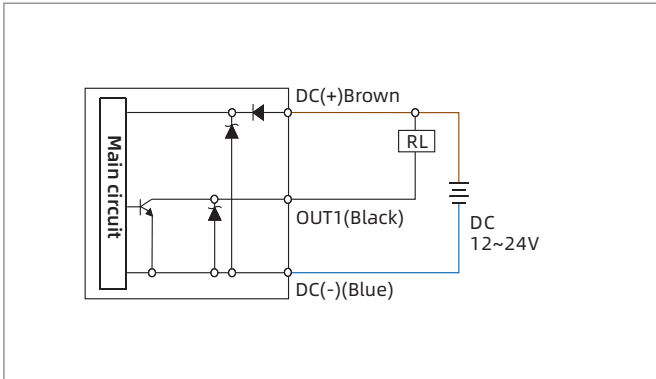 DC(+)Brown
RL
Main circuit
OUT1(Black)
DC
12~24V
DC(-)(Blue)